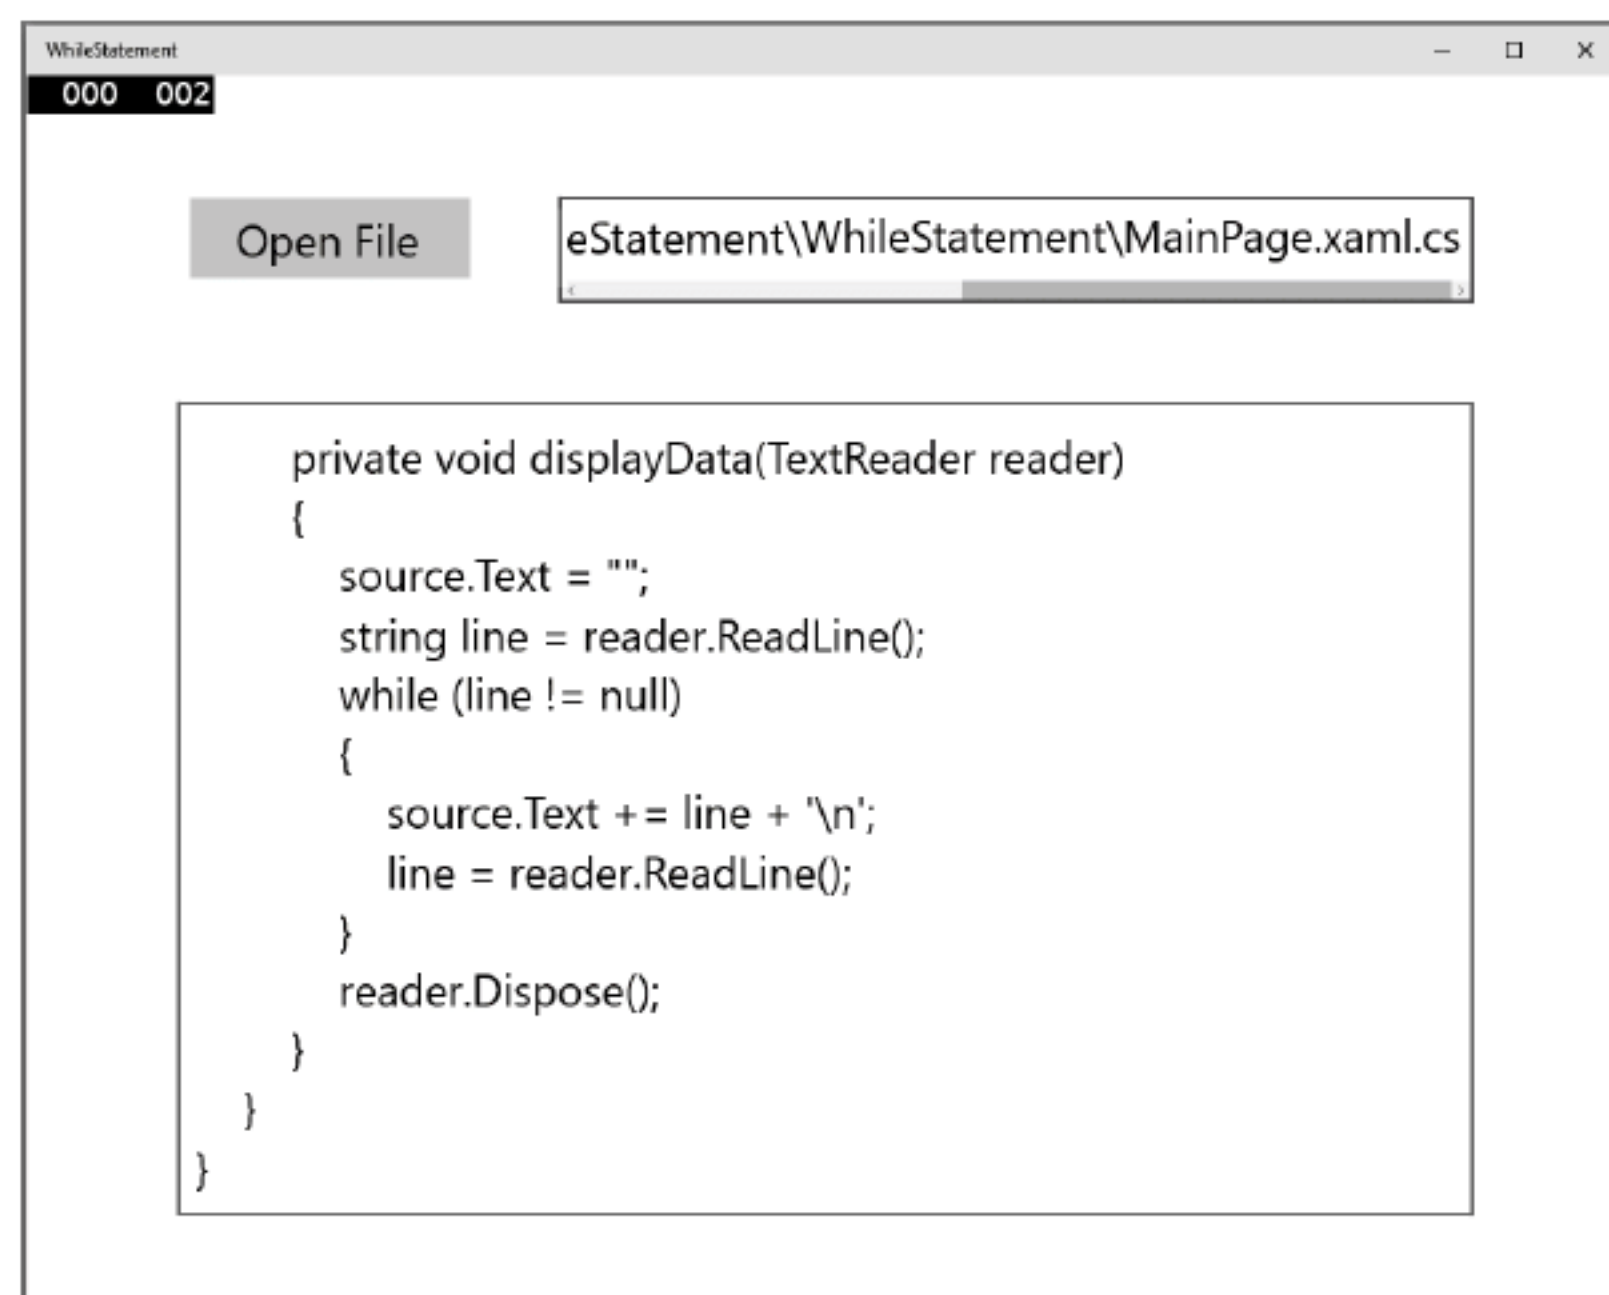 WhileStatement
000 002
Open File
eStatement\WhileStatement\MainPage.xaml.cs
private void displayData(TextReader reader)
{
source.Text = "";
string line = reader.ReadLine();
while (line != null)
{
source.Text += line + '\n';
line = reader.ReadLine();
}
reader.Dispose();
}
}
}